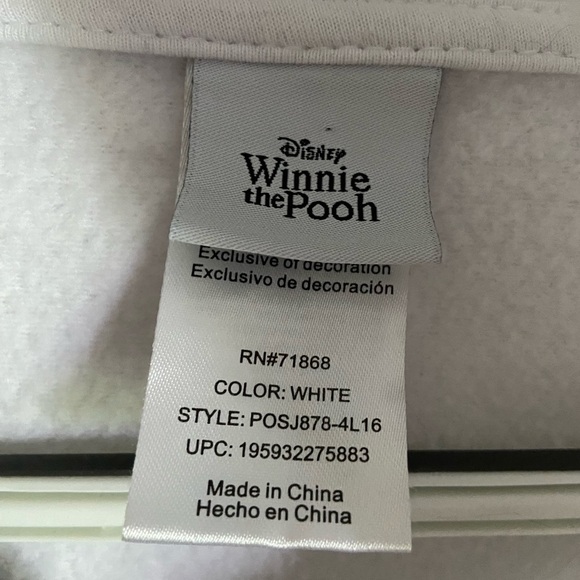 Disney
Winnie
the Pooh
Exclusive of decoration
Exclusivo de decoración
RN#71868
COLOR: WHITE
STYLE: POSJ878-4L16
UPC: 195932275883
Made in China
Hecho en China